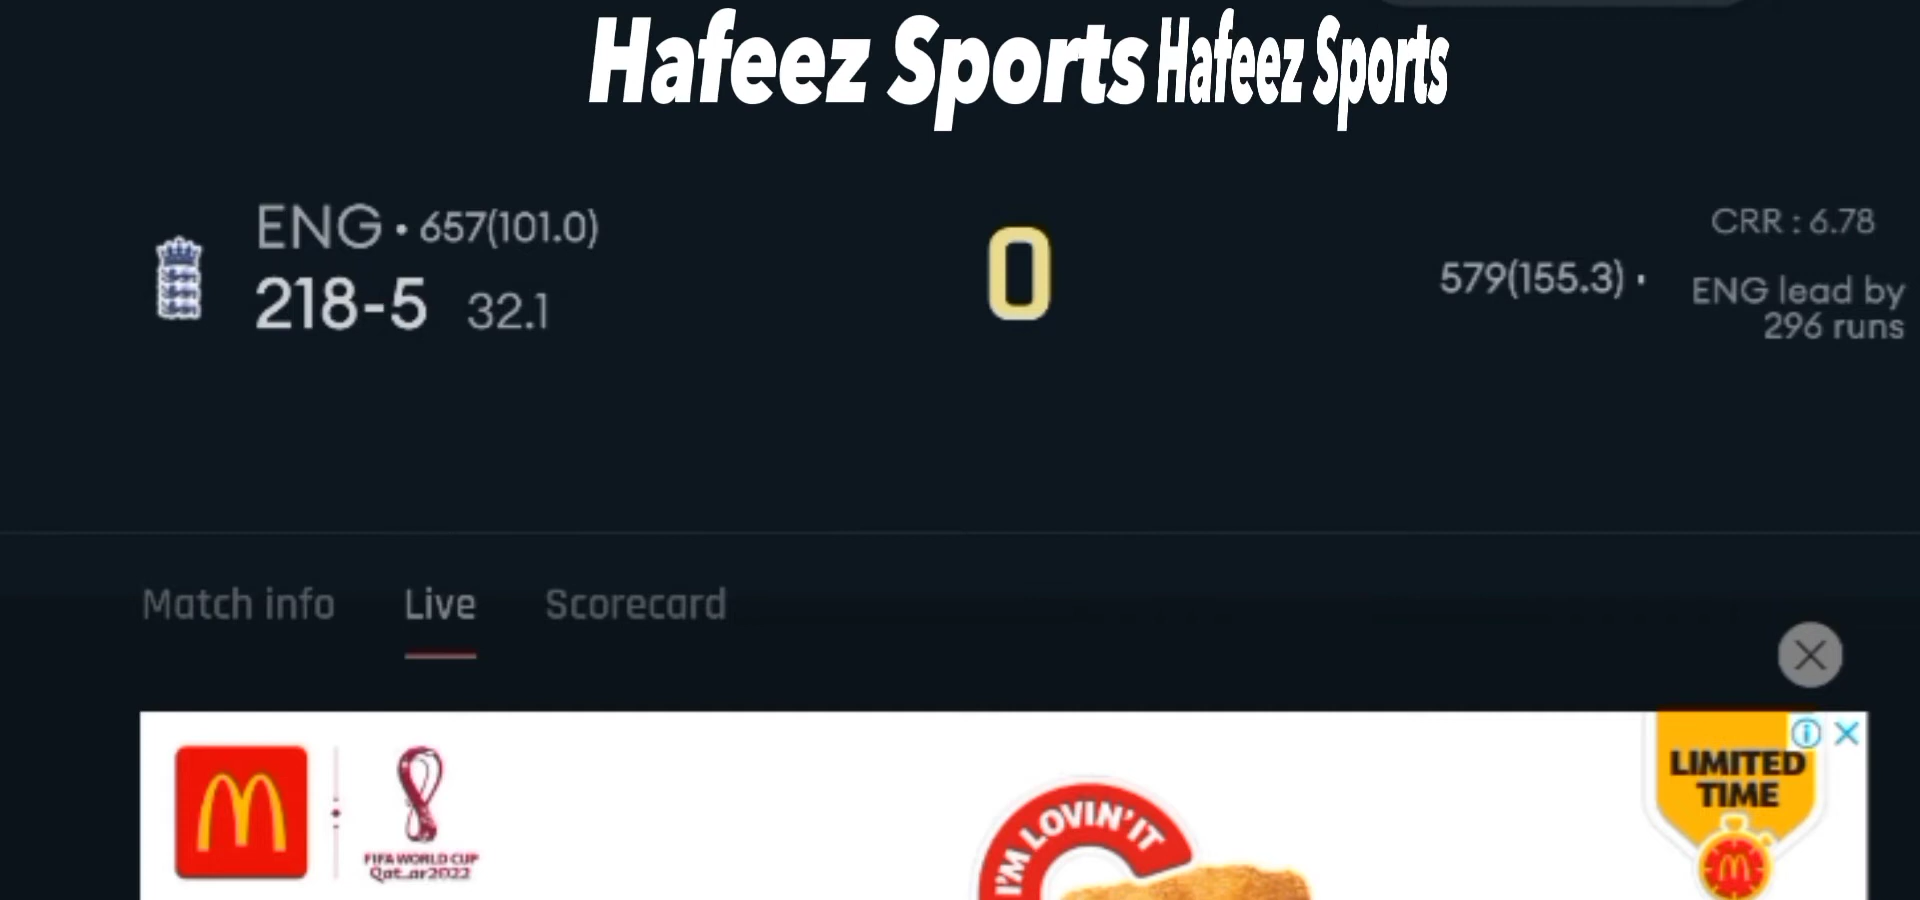 Hafeez Sports Hafeez Sports
ENG • 657(101.0)
218-5 32.1
0
579(155.3) •
CRR : 6.78
ENG lead by
296 runs
Match info Live Scorecard
FIFA WORLD CUP
Qatar2022
I'M LOVIN' IT
LIMITED
TIME